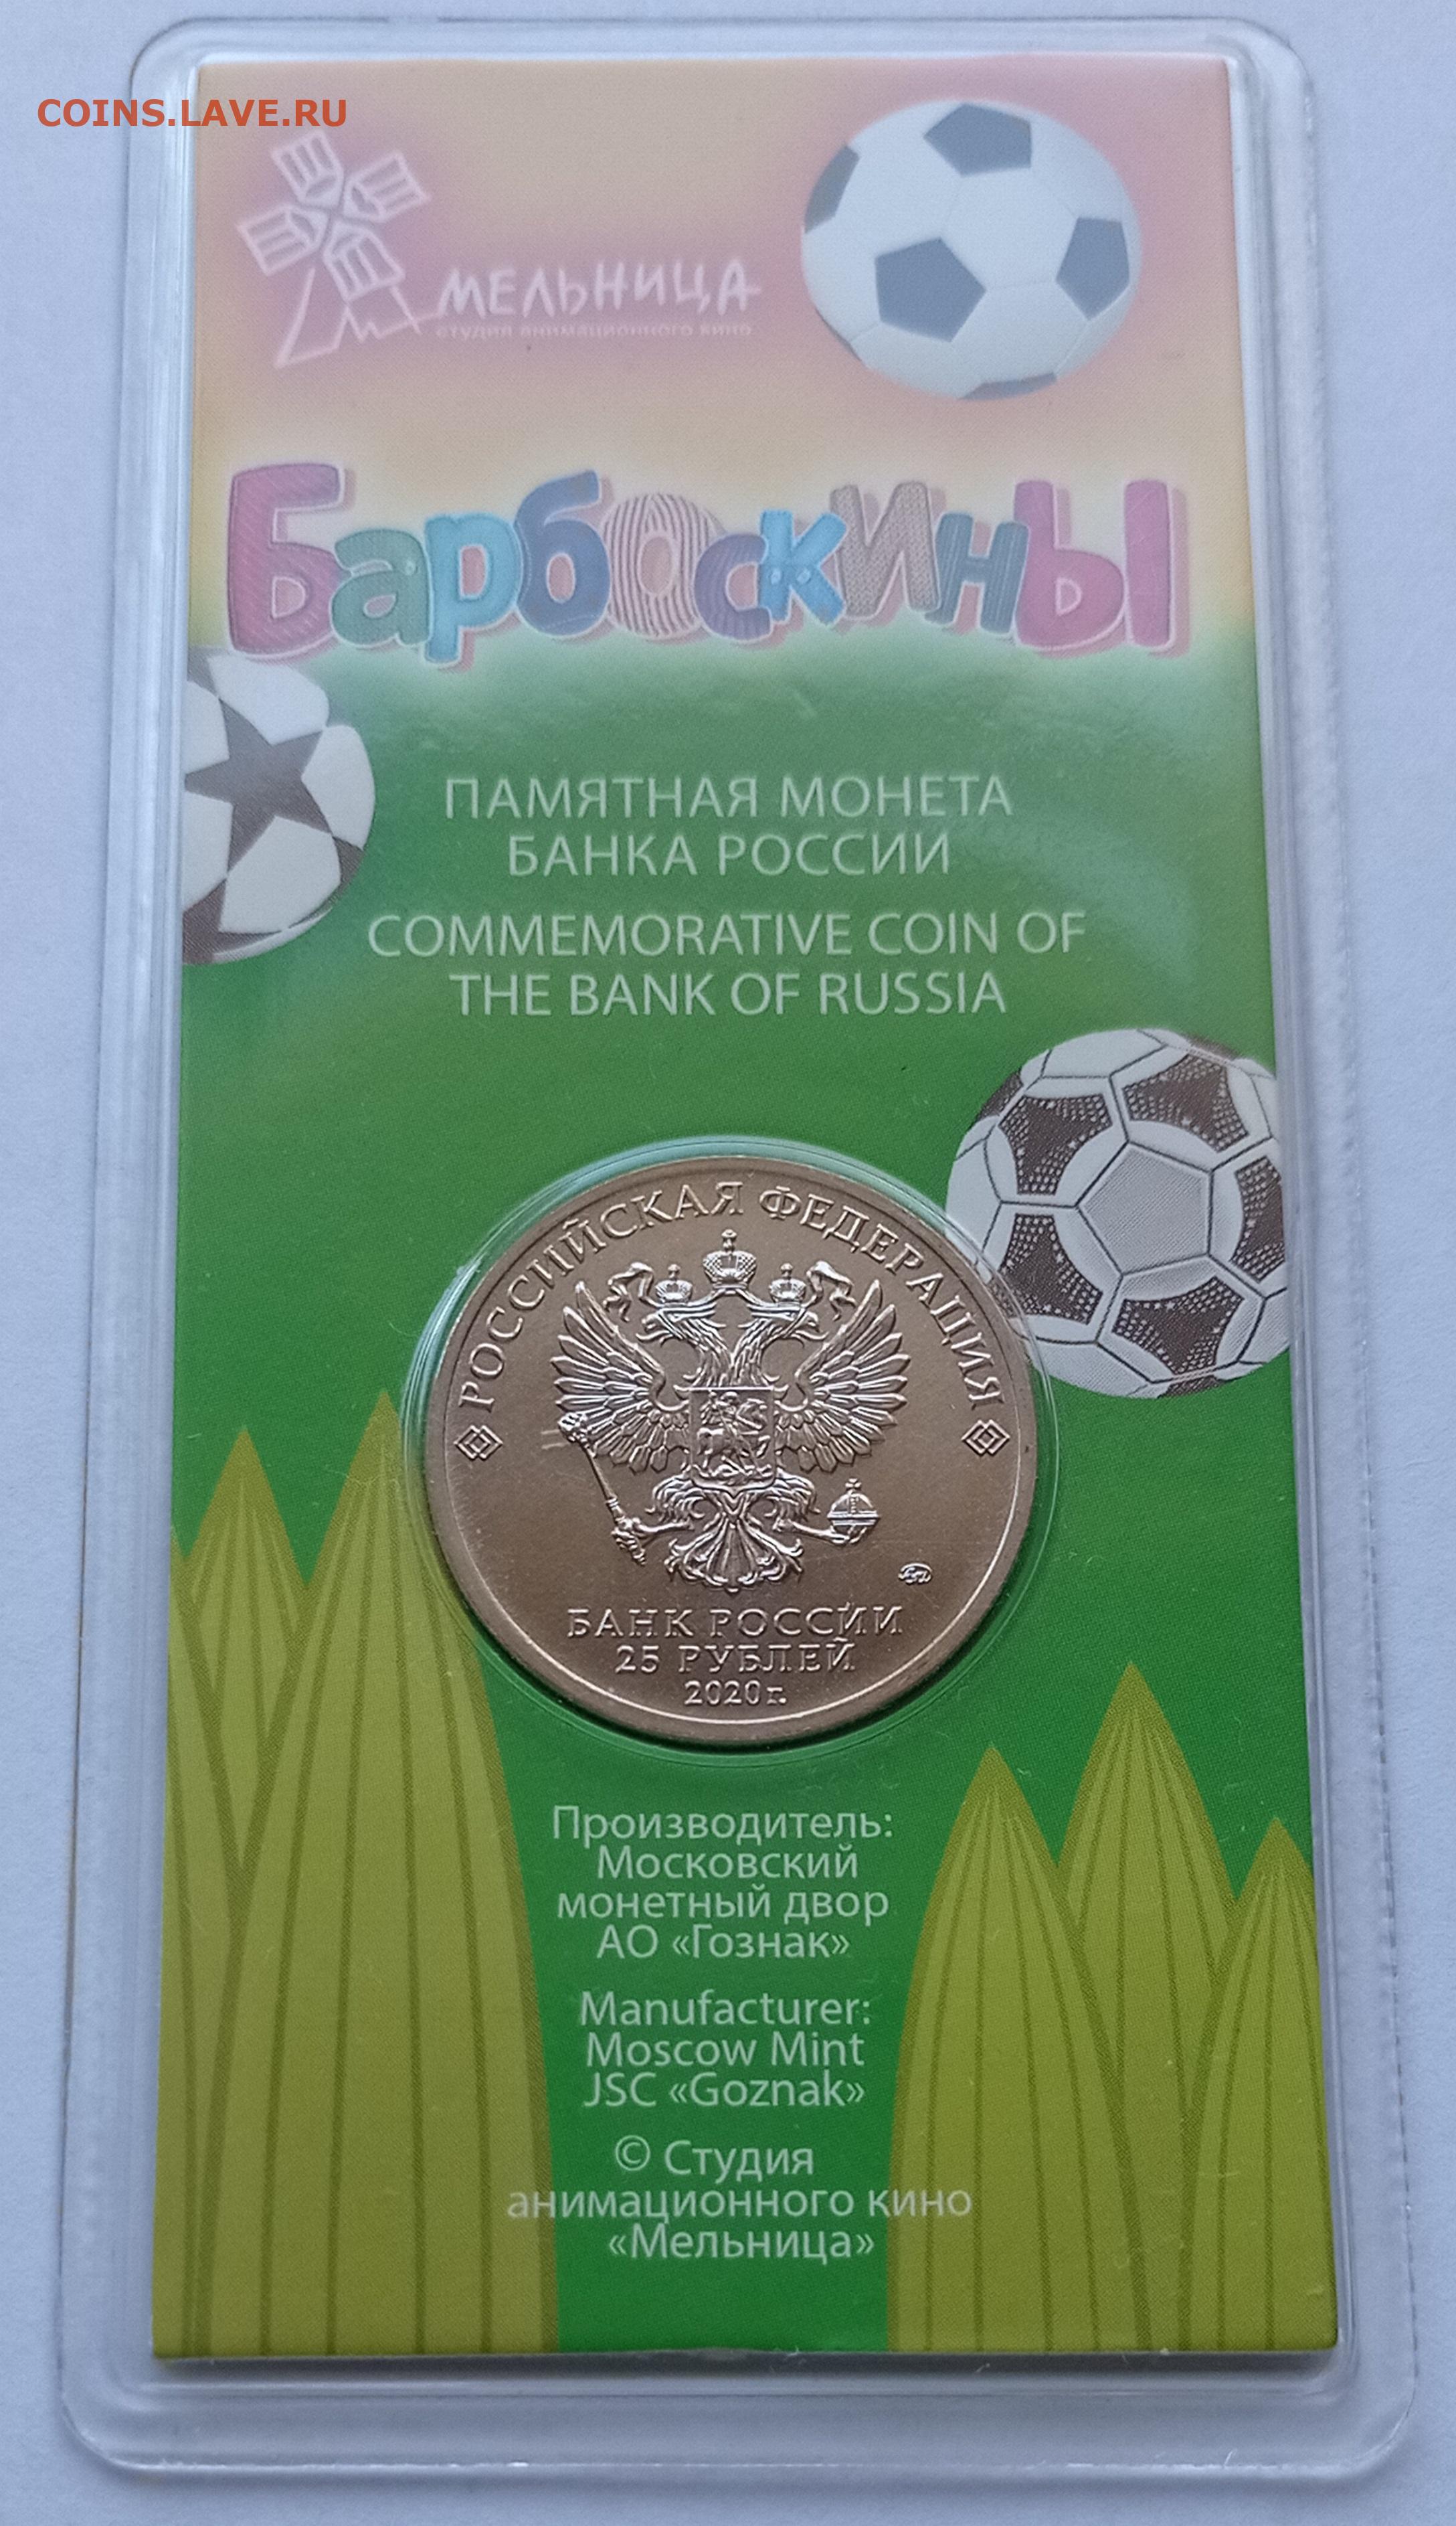 COINS.LAVE.RU
МЕЛЬНИЦА
студия анимационного кино
Барбоскины
ПАМЯТНАЯ МОНЕТА
БАНКА РОССИИ
COMMEMORATIVE COIN OF
THE BANK OF RUSSIA
РОССИЙСКАЯ ФЕДЕРАЦИЯ
БАНК РОССИИ
25 РУБЛЕЙ
2020 г.
Производитель:
Московский
монетный двор
АО «Гознак»
Manufacturer:
Moscow Mint
JSC «Goznak»
© Студия
анимационного кино
«Мельница»